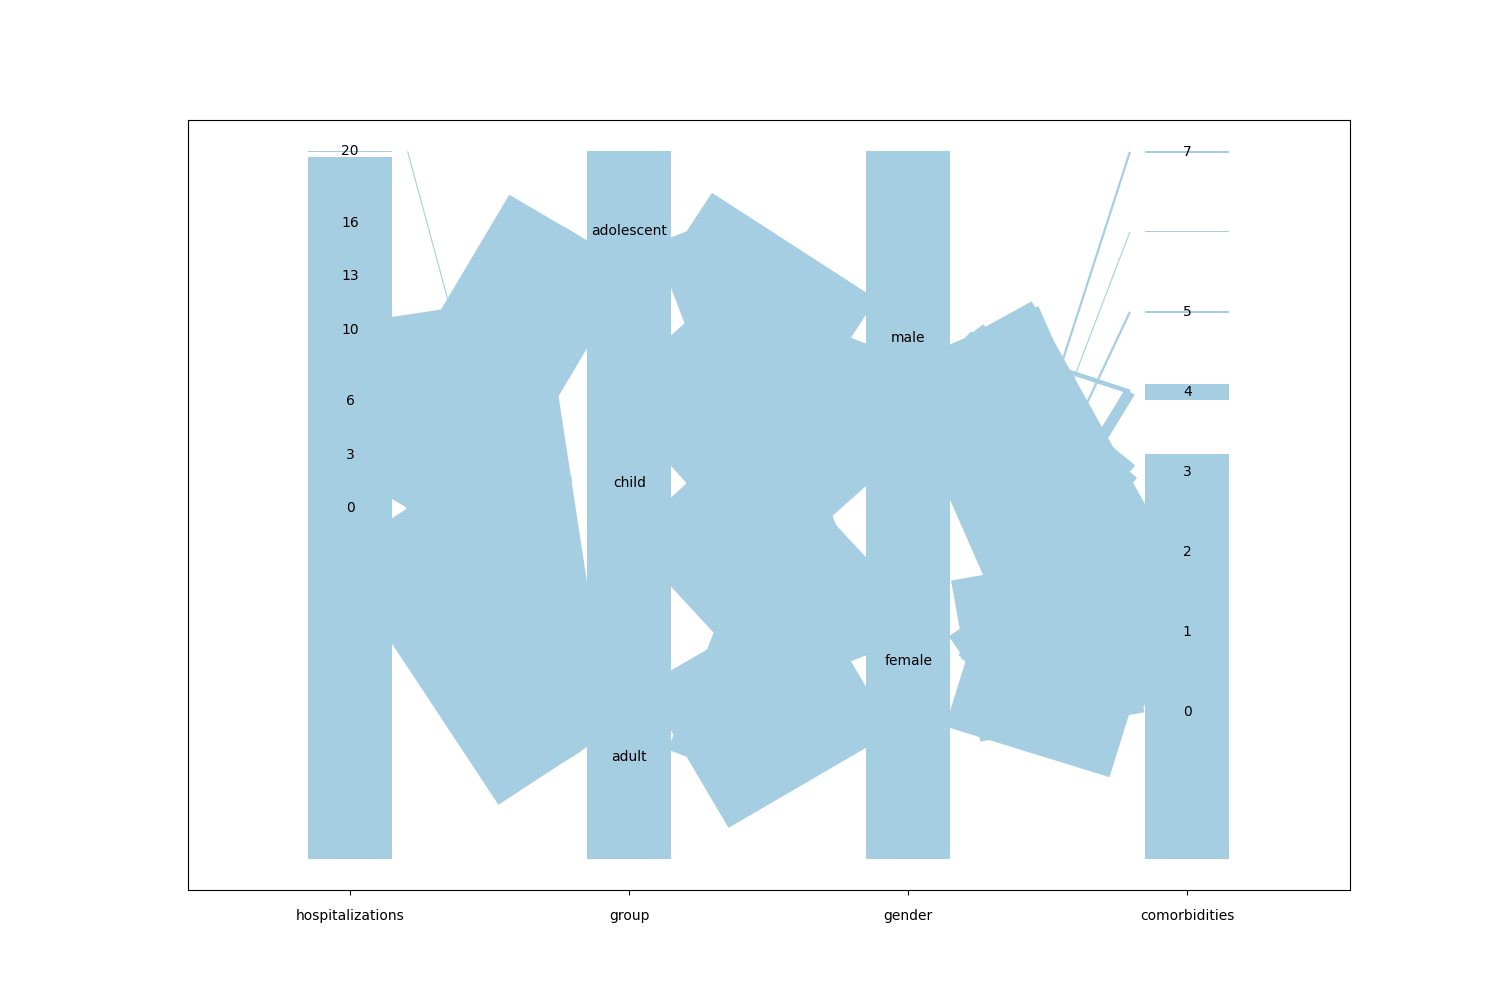 20
16
13
10
6
3
0
adolescent
child
adult
male
female
7
5
4
3
2
1
0
hospitalizations
group
gender
comorbidities